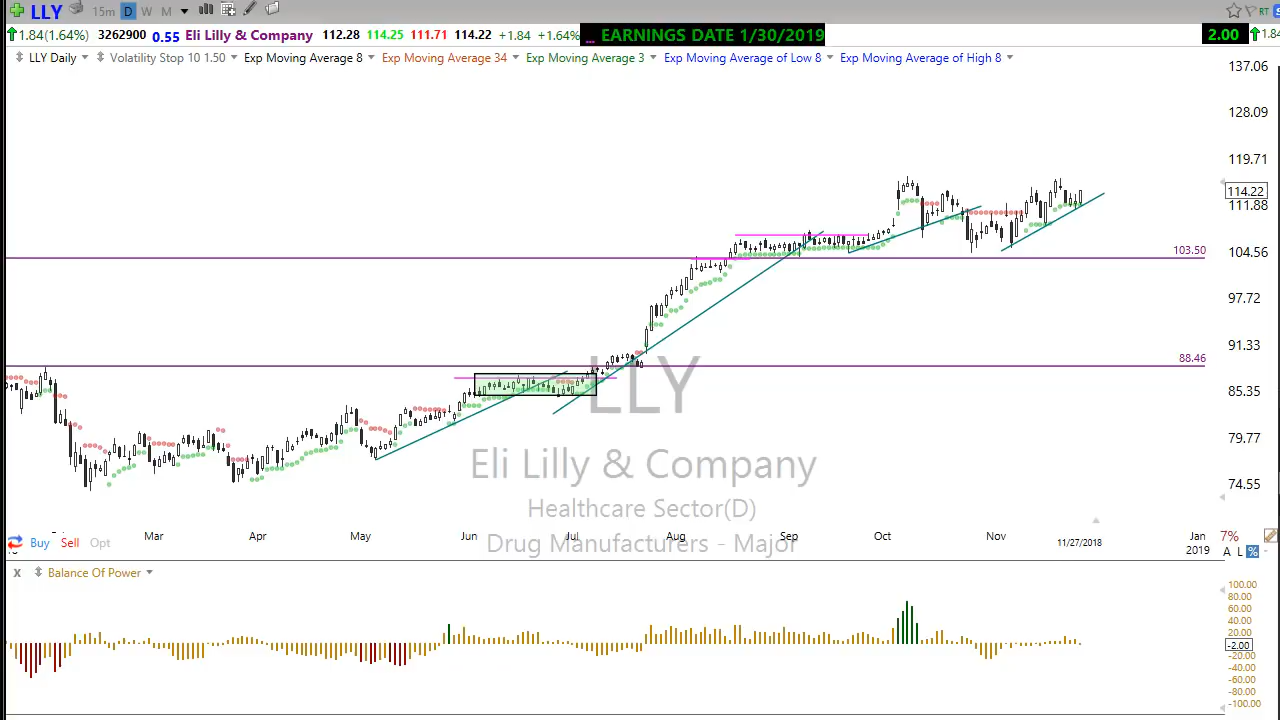 LLY 15m D W M RT
1.84(1.64%) 3262900 0.55 Eli Lilly & Company 112.28 114.25 111.71 114.22 +1.84 +1.64% ... EARNINGS DATE 1/30/2019 2.00 1.84
LLY Daily Volatility Stop 10 1.50 Exp Moving Average 8 Exp Moving Average 34 Exp Moving Average 3 Exp Moving Average of Low 8 Exp Moving Average of High 8
137.06
128.09
119.71
114.22
111.88
103.50
104.56
97.72
91.33
88.46
LLY
85.35
79.77
Eli Lilly & Company
74.55
Healthcare Sector(D)
Mar Apr May Jun Jul Aug Sep Oct Nov 11/27/2018 Jan 2019 7%
Buy Sell Opt Drug Manufacturers - Major A L %
X Balance Of Power
100.00
80.00
60.00
40.00
20.00
-2.00
-20.00
-40.00
-60.00
-80.00
-100.00